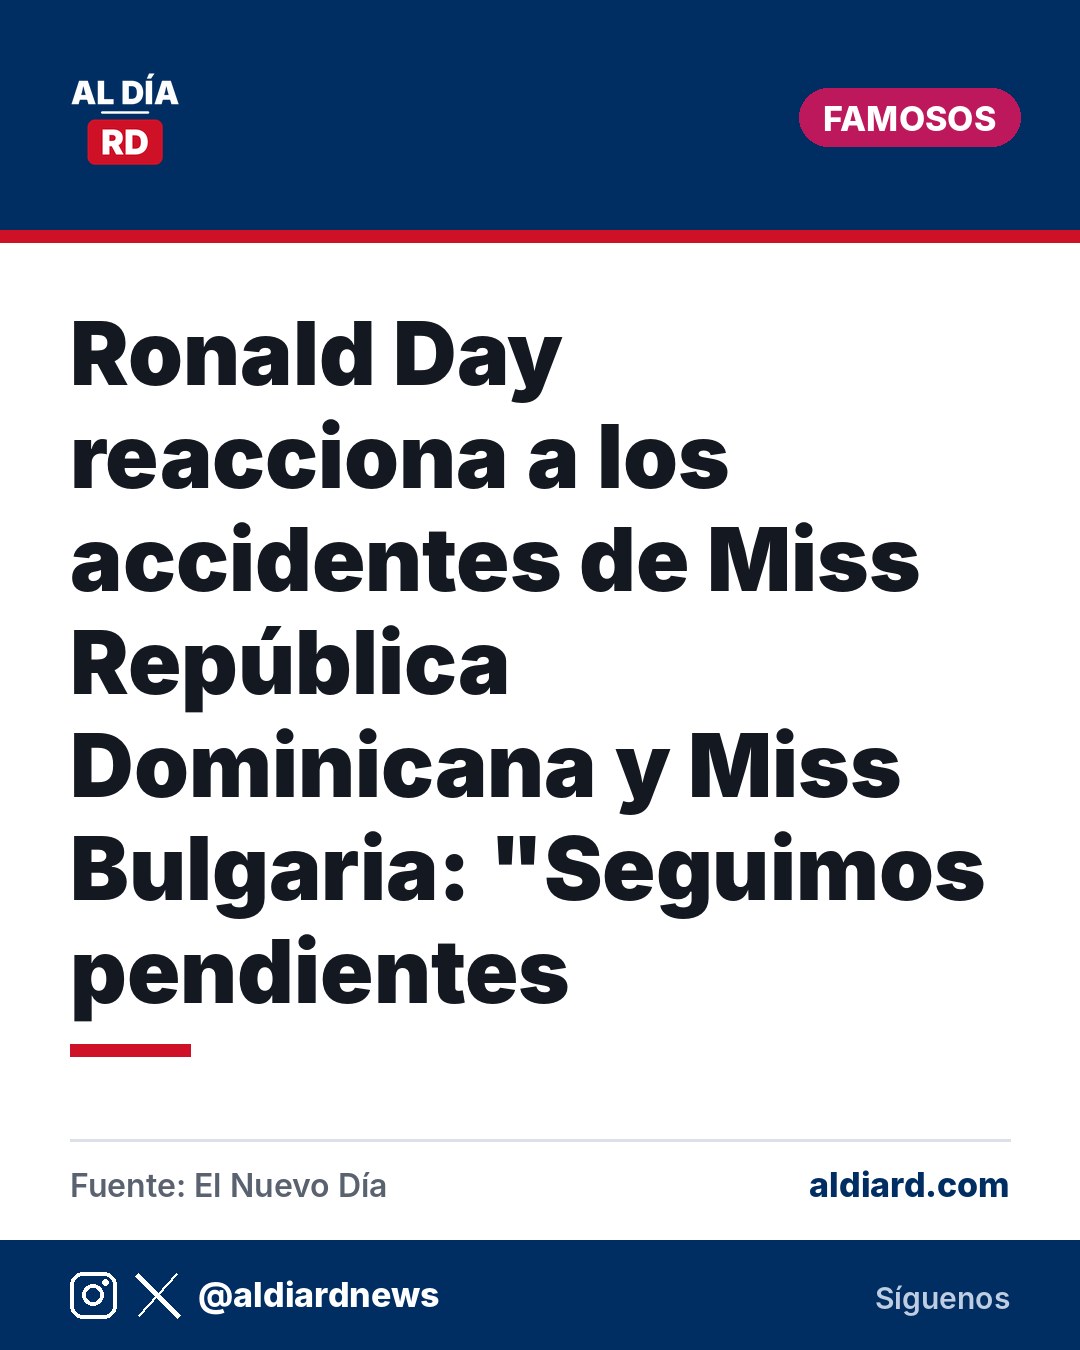 AL DÍA
RD
FAMOSOS
Ronald Day
reacciona a los
accidentes de Miss
República
Dominicana y Miss
Bulgaria: "Seguimos
pendientes
Fuente: El Nuevo Día
aldiard.com
@aldiardnews
Síguenos